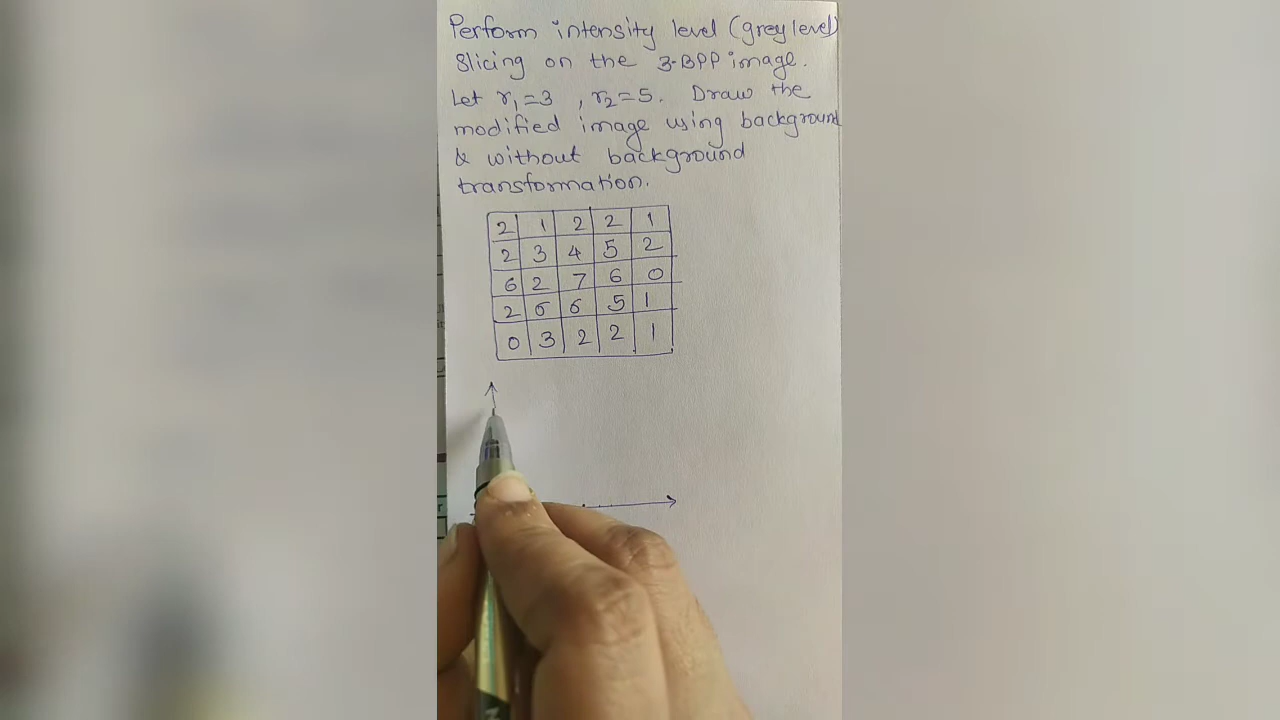 Perform intensity level (grey level)
Slicing on the 3-BPP image.
Let r1=3 , r2=5. Draw the
modified image using background
& without background
transformation.
2 1 2 2 1
2 3 4 5 2
6 2 7 6 0
2 6 6 5 1
0 3 2 2 1